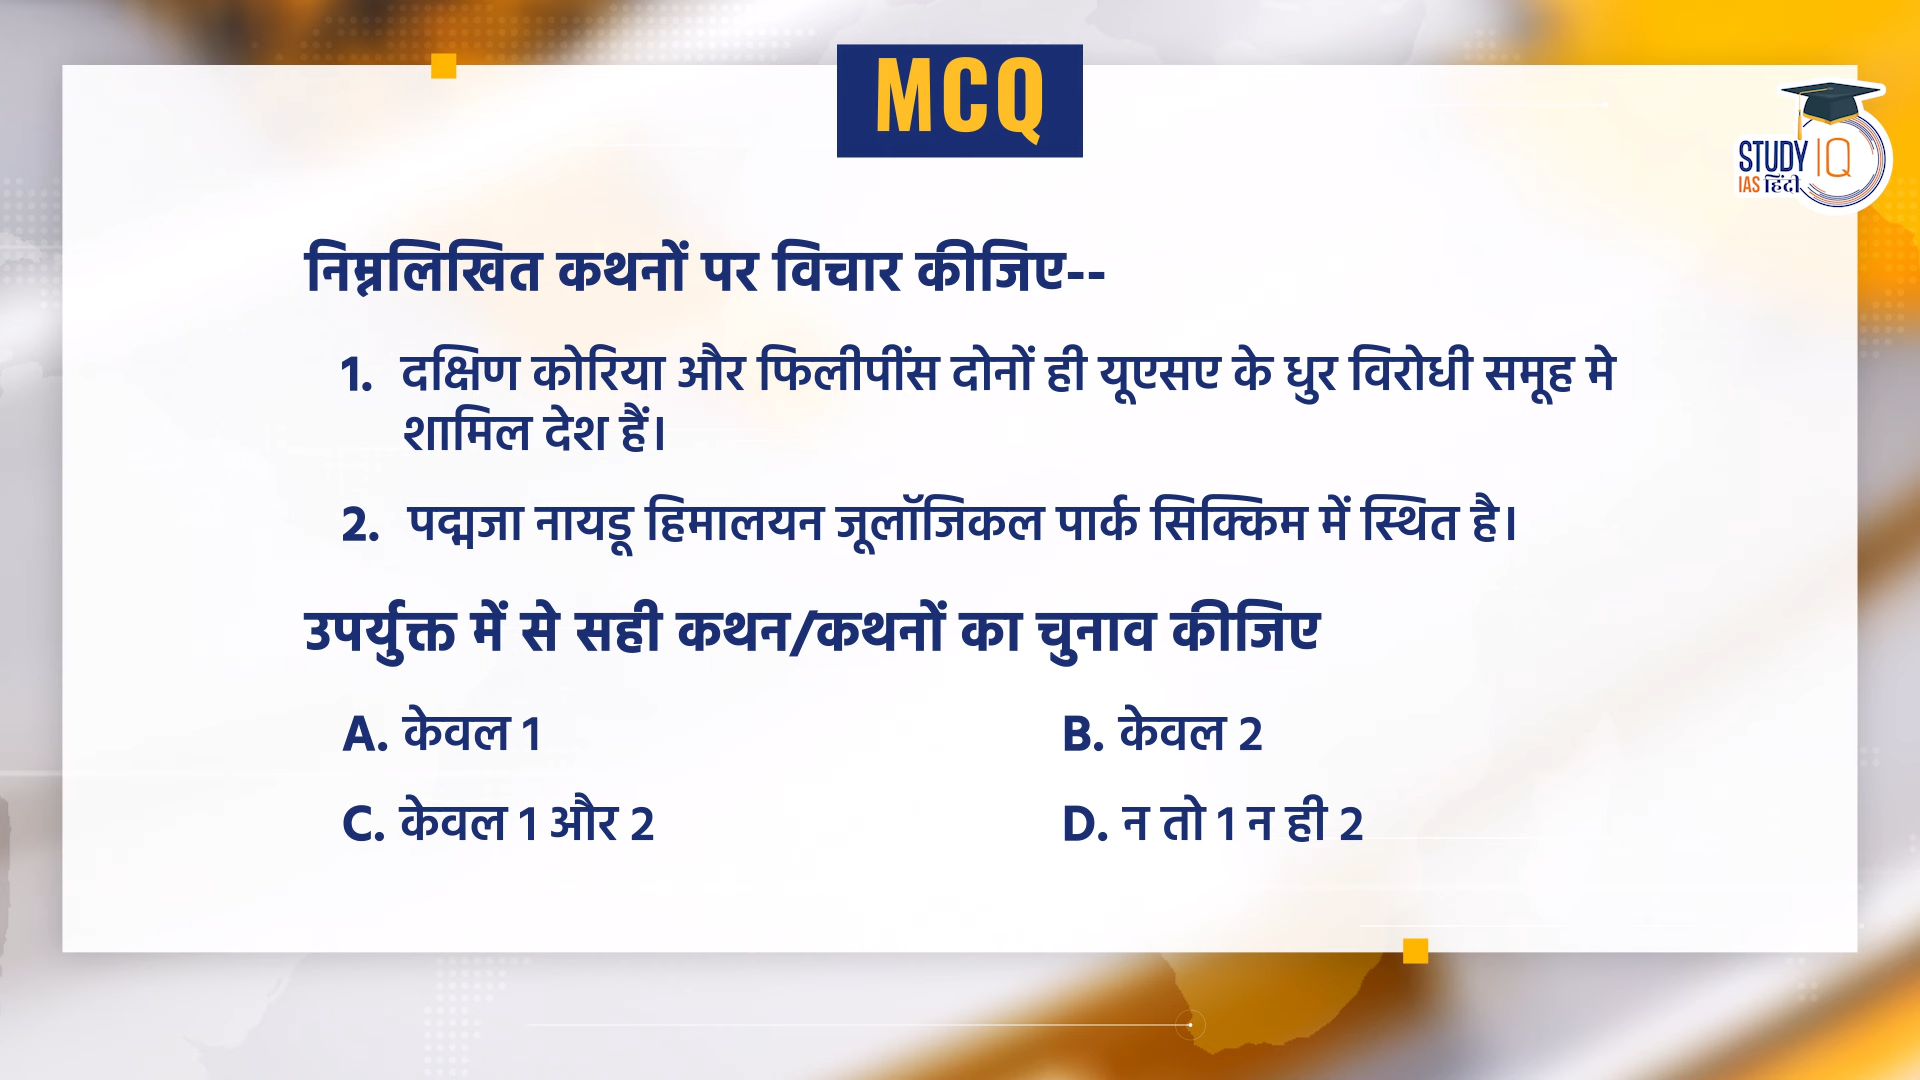 MCQ
STUDY IQ
IAS हिंदी
निम्नलिखित कथनों पर विचार कीजिए--
1. दक्षिण कोरिया और फिलीपींस दोनों ही यूएसए के धुर विरोधी समूह मे
शामिल देश हैं।
2. पद्मजा नायडू हिमालयन जूलॉजिकल पार्क सिक्किम में स्थित है।
उपर्युक्त में से सही कथन/कथनों का चुनाव कीजिए
A. केवल 1
B. केवल 2
C. केवल 1 और 2
D. न तो 1 न ही 2